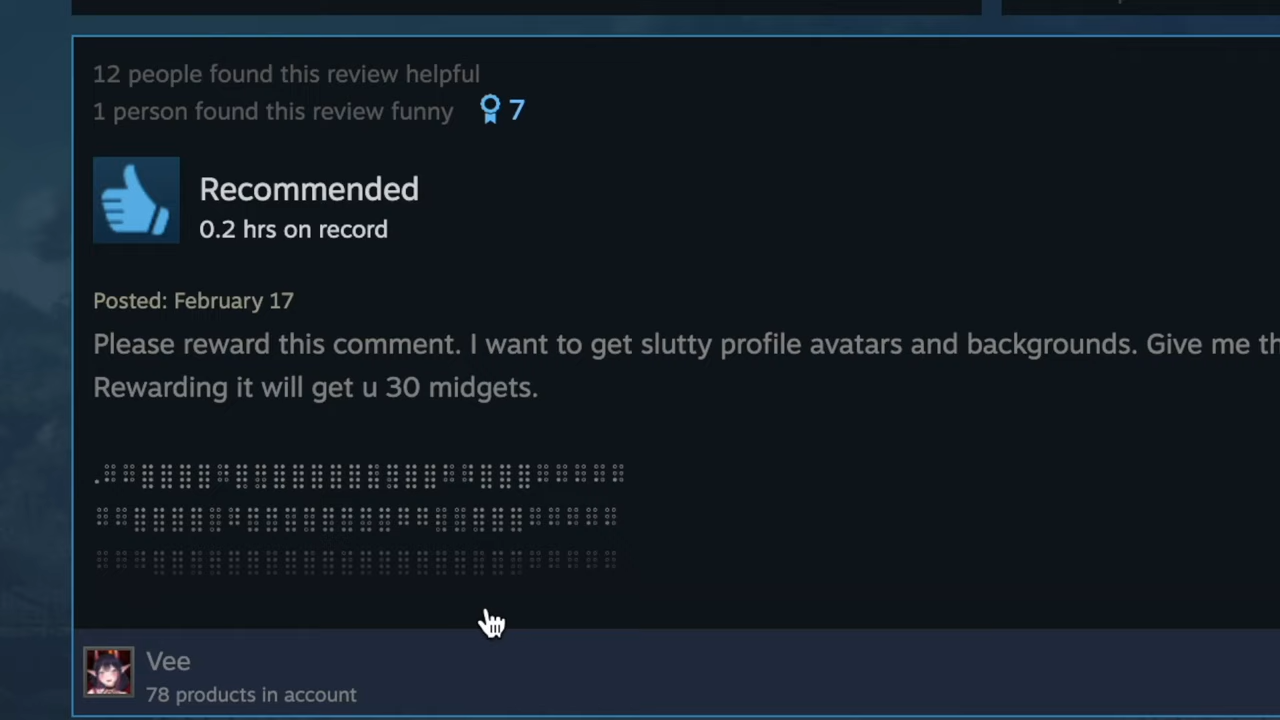 12 people found this review helpful
1 person found this review funny 7
Recommended
0.2 hrs on record
Posted: February 17
Please reward this comment. I want to get slutty profile avatars and backgrounds. Give me
Rewarding it will get u 30 midgets.
Vee
78 products in account